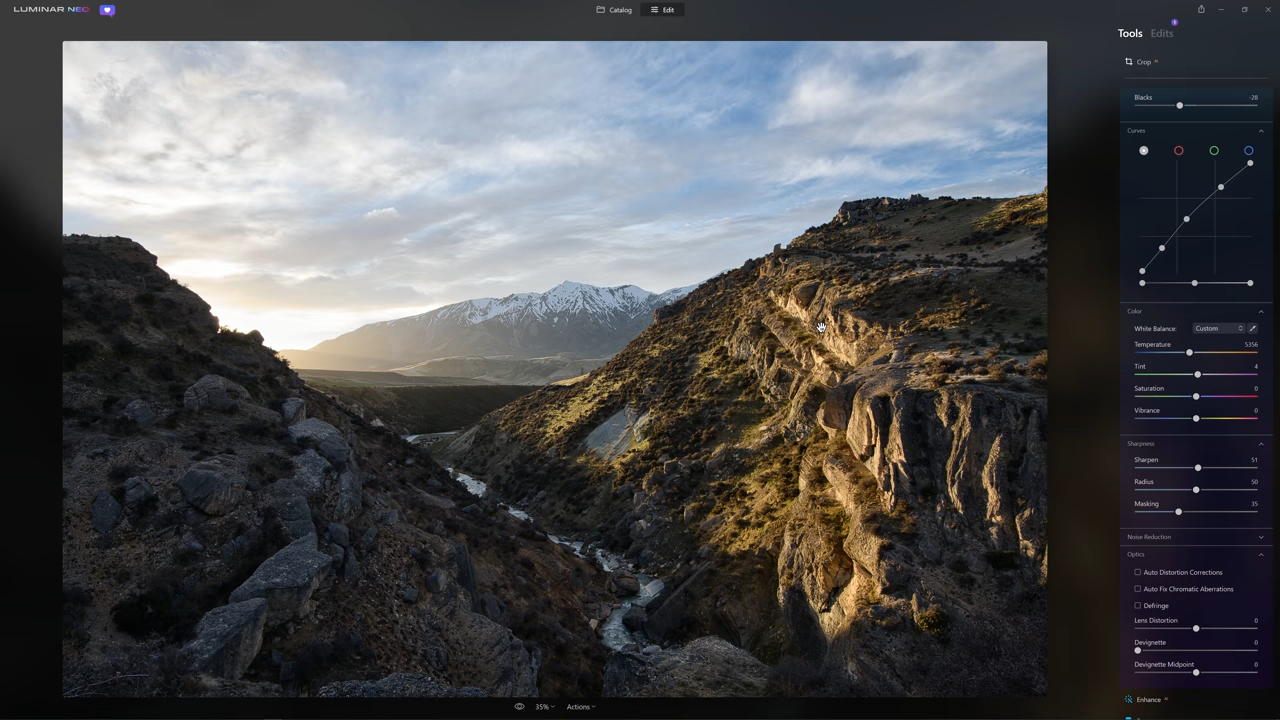 LUMINAR NEO
Catalog
Edit
Tools
Edits
Crop AI
Blacks -28
Curves
Color
White Balance: Custom
Temperature 5356
Tint 4
Saturation 0
Vibrance 0
Sharpness
Sharpen 51
Radius 50
Masking 35
Noise Reduction
Optics
Auto Distortion Corrections
Auto Fix Chromatic Aberrations
Defringe
Lens Distortion 0
Devignette 0
Devignette Midpoint 0
Enhance AI
35%
Actions